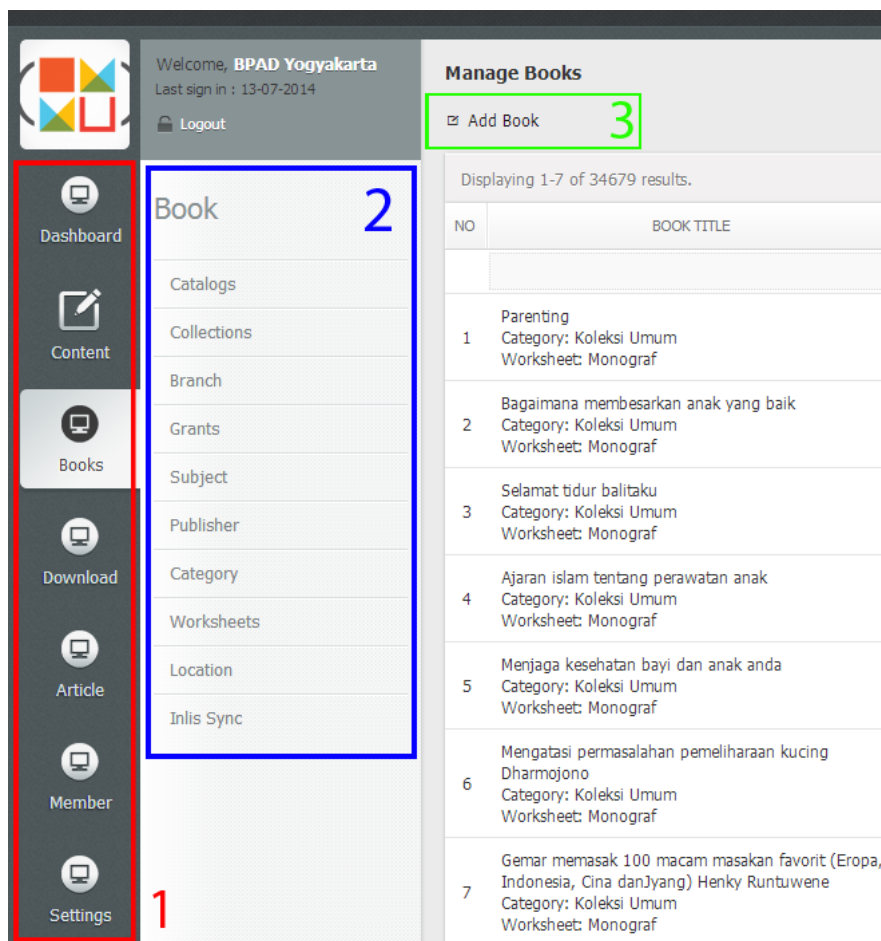 Welcome, BPAD Yogyakarta
Last sign in : 13-07-2014
Logout
Dashboard
Content
Books
Download
Article
Member
Settings
1
Book
2
Catalogs
Collections
Branch
Grants
Subject
Publisher
Category
Worksheets
Location
Inlis Sync
Manage Books
Add Book
3
Displaying 1-7 of 34679 results.
NO BOOK TITLE
1 Parenting
Category: Koleksi Umum
Worksheet: Monograf
2 Bagaimana membesarkan anak yang baik
Category: Koleksi Umum
Worksheet: Monograf
3 Selamat tidur balitaku
Category: Koleksi Umum
Worksheet: Monograf
4 Ajaran islam tentang perawatan anak
Category: Koleksi Umum
Worksheet: Monograf
5 Menjaga kesehatan bayi dan anak anda
Category: Koleksi Umum
Worksheet: Monograf
6 Mengatasi permasalahan pemeliharaan kucing
Dharmojono
Category: Koleksi Umum
Worksheet: Monograf
7 Gemar memasak 100 macam masakan favorit (Eropa,
Indonesia, Cina danJyang) Henky Runtuwene
Category: Koleksi Umum
Worksheet: Monograf